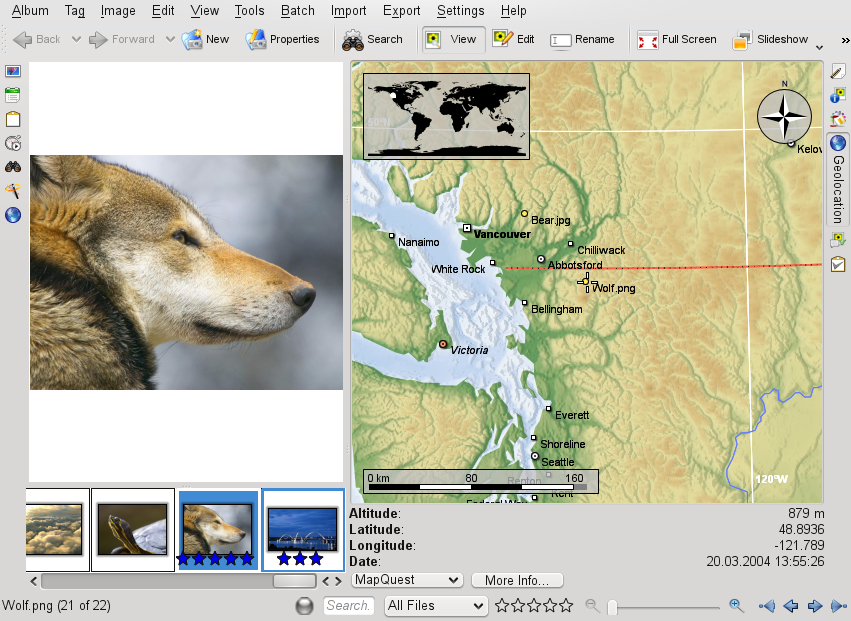 Album Tag Image Edit View Tools Batch Import Export Settings Help
Back Forward New Properties Search View Edit Rename Full Screen Slideshow »
N
50°N
Kelov
Geolocation
Bear.jpg
Vancouver
Nanaimo
Chilliwack
Abbotsford
White Rock
Wolf.png
Bellingham
Victoria
Everett
Shoreline
Seattle
0 km 80 160
Renton
120°W
Kent
Federal Way
Altitude: 879 m
Latitude: 48.8936
Longitude: -121.789
Date: 20.03.2004 13:55:26
MapQuest More Info...
Wolf.png (21 of 22) Search. All Files